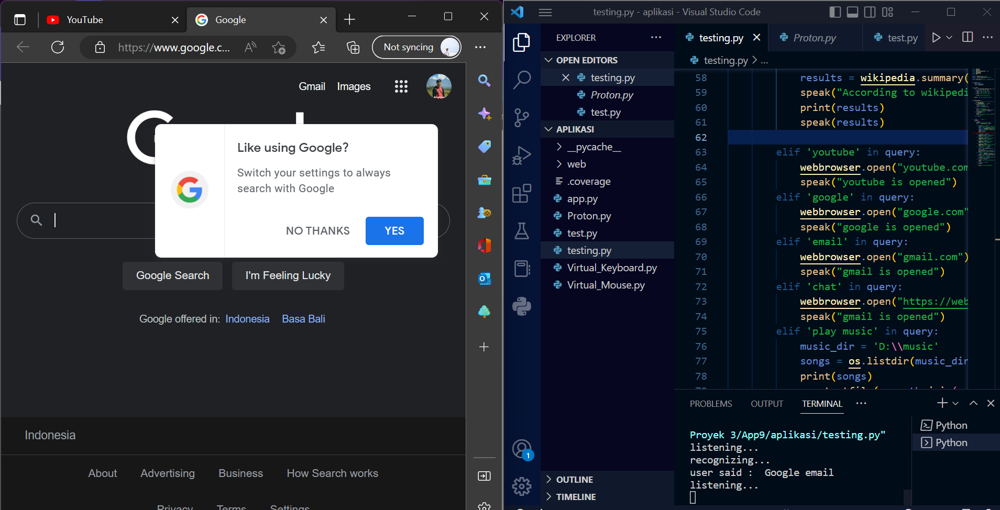 YouTube
Google
https://www.google.c...
Not syncing
Gmail
Images
Like using Google?
Switch your settings to always
search with Google
NO THANKS
YES
Google Search
I'm Feeling Lucky
Google offered in: Indonesia Basa Bali
Indonesia
About
Advertising
Business
How Search works
Privacy
Terms
Settings
testing.py - aplikasi - Visual Studio Code
EXPLORER
OPEN EDITORS
testing.py
Proton.py
test.py
APLIKASI
__pycache__
web
.coverage
app.py
Proton.py
test.py
testing.py
Virtual_Keyboard.py
Virtual_Mouse.py
1
OUTLINE
TIMELINE
testing.py
Proton.py
test.py
testing.py > ...
58 results = wikipedia.summary(
59 speak("According to wikipedi
60 print(results)
61 speak(results)
62
63 elif 'youtube' in query:
64 webbrowser.open("youtube.com
65 speak("youtube is opened")
66 elif 'google' in query:
67 webbrowser.open("google.com"
68 speak("google is opened")
69 elif 'email' in query:
70 webbrowser.open("gmail.com")
71 speak("gmail is opened")
72 elif 'chat' in query:
73 webbrowser.open("https://web
74 speak("gmail is opened")
75 elif 'play music' in query:
76 music_dir = 'D:\\music'
77 songs = os.listdir(music_dir
78 print(songs)
PROBLEMS
OUTPUT
TERMINAL
Proyek 3/App9/aplikasi/testing.py"
listening...
recognizing...
user said : Google email
listening...
Python
Python